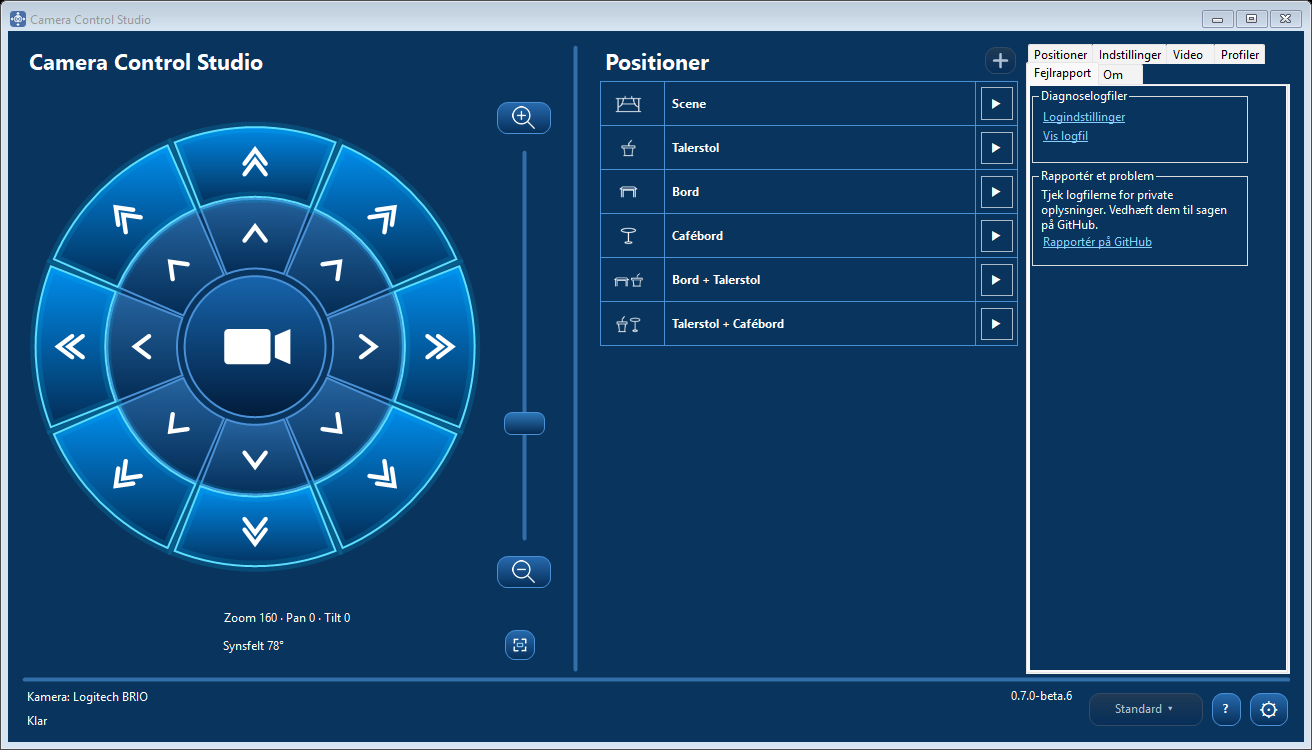 Camera Control Studio
Camera Control Studio
Zoom 160 · Pan 0 · Tilt 0
Synsfelt 78°
Positioner
Scene
Talerstol
Bord
Cafébord
Bord + Talerstol
Talerstol + Cafébord
Positioner Indstillinger Video Profiler
Fejlrapport Om
Diagnoselogfiler
Logindstillinger
Vis logfil
Rapportér et problem
Tjek logfilerne for private
oplysninger. Vedhæft dem til sagen
på GitHub.
Rapportér på GitHub
Kamera: Logitech BRIO
Klar
0.7.0-beta.6
Standard
?